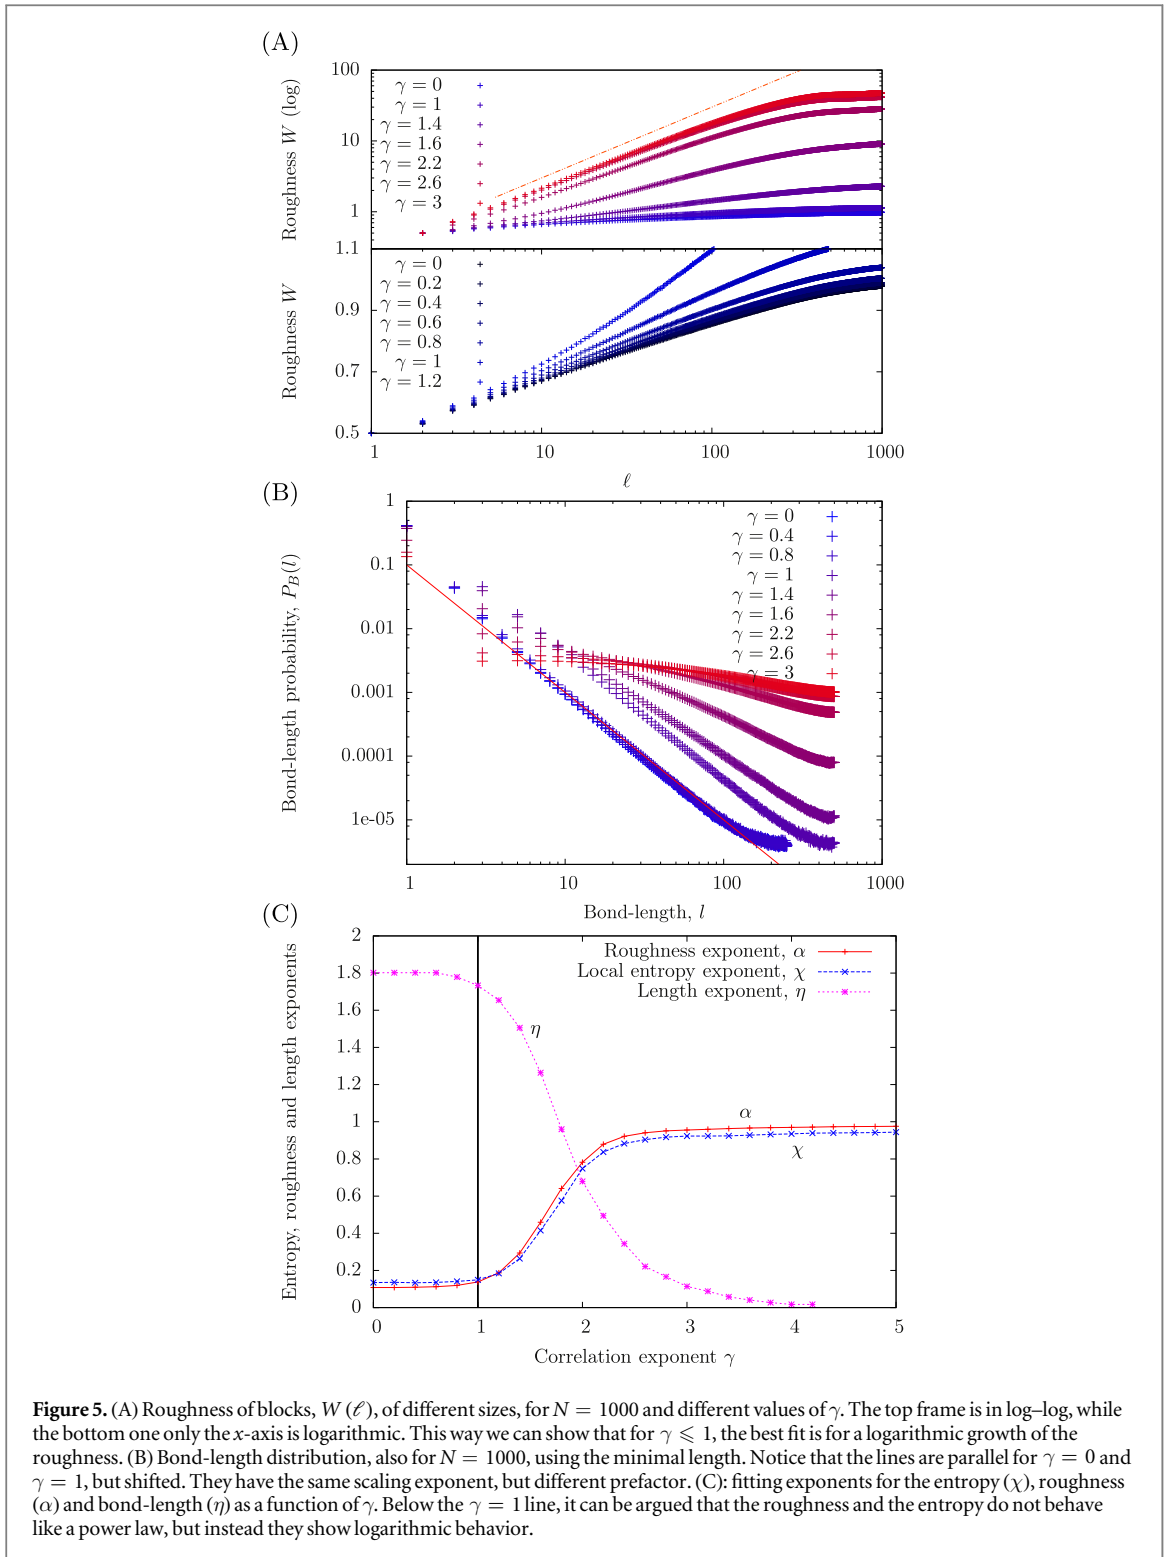 (A)
100
10
1
Roughness W (log)
γ = 0
γ = 1
γ = 1.4
γ = 1.6
γ = 2.2
γ = 2.6
γ = 3
1.1
0.9
0.7
0.5
Roughness W
γ = 0
γ = 0.2
γ = 0.4
γ = 0.6
γ = 0.8
γ = 1
γ = 1.2
1 10 100 1000
ℓ
(B)
1
0.1
0.01
0.001
0.0001
1e-05
Bond-length probability, P_B(l)
γ = 0
γ = 0.4
γ = 0.8
γ = 1
γ = 1.4
γ = 1.6
γ = 2.2
γ = 2.6
γ = 3
1 10 100 1000
Bond-length, l
(C)
2
1.8
1.6
1.4
1.2
1
0.8
0.6
0.4
0.2
0
Entropy, roughness and length exponents
Roughness exponent, α
Local entropy exponent, χ
Length exponent, η
η
α
χ
0 1 2 3 4 5
Correlation exponent γ
Figure 5. (A) Roughness of blocks, W (ℓ), of different sizes, for N = 1000 and different values of γ. The top frame is in log–log, while
the bottom one only the x-axis is logarithmic. This way we can show that for γ ⩽ 1, the best fit is for a logarithmic growth of the
roughness. (B) Bond-length distribution, also for N = 1000, using the minimal length. Notice that the lines are parallel for γ = 0 and
γ = 1, but shifted. They have the same scaling exponent, but different prefactor. (C): fitting exponents for the entropy (χ), roughness
(α) and bond-length (η) as a function of γ. Below the γ = 1 line, it can be argued that the roughness and the entropy do not behave
like a power law, but instead they show logarithmic behavior.